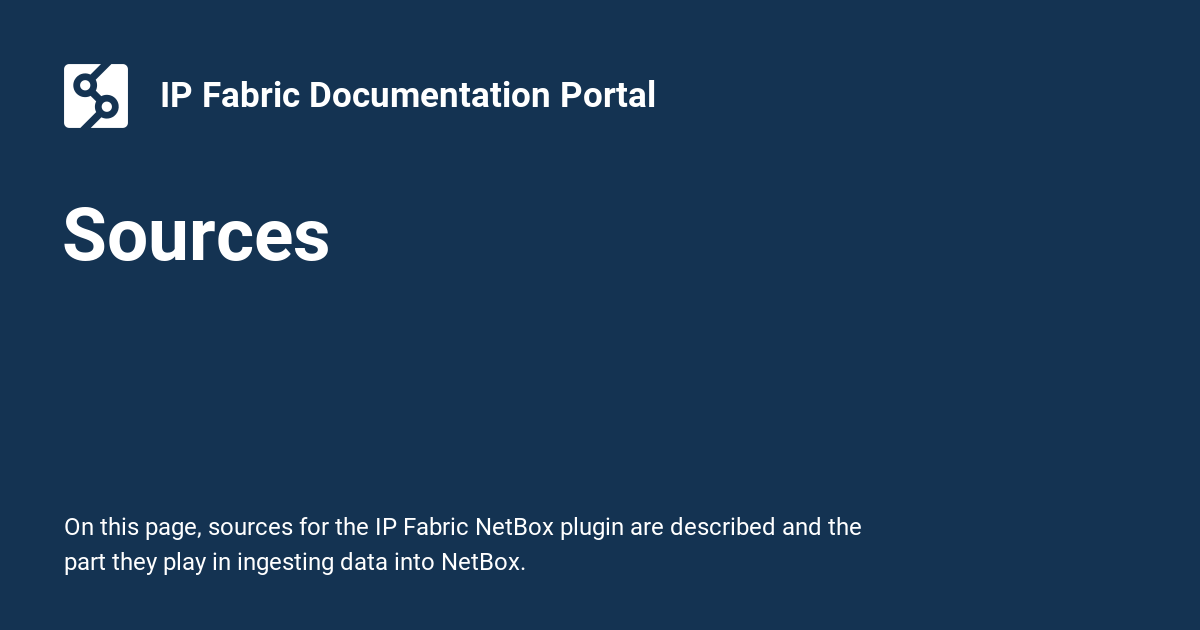 IP Fabric Documentation Portal
Sources
On this page, sources for the IP Fabric NetBox plugin are described and the
part they play in ingesting data into NetBox.